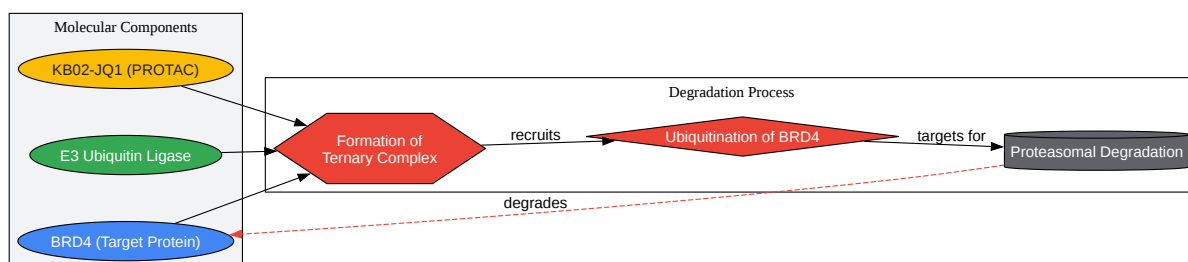 Molecular Components
KB02-JQ1 (PROTAC)
E3 Ubiquitin Ligase
BRD4 (Target Protein)
Degradation Process
Formation of
Ternary Complex
recruits
Ubiquitination of BRD4
targets for
Proteasomal Degradation
degrades